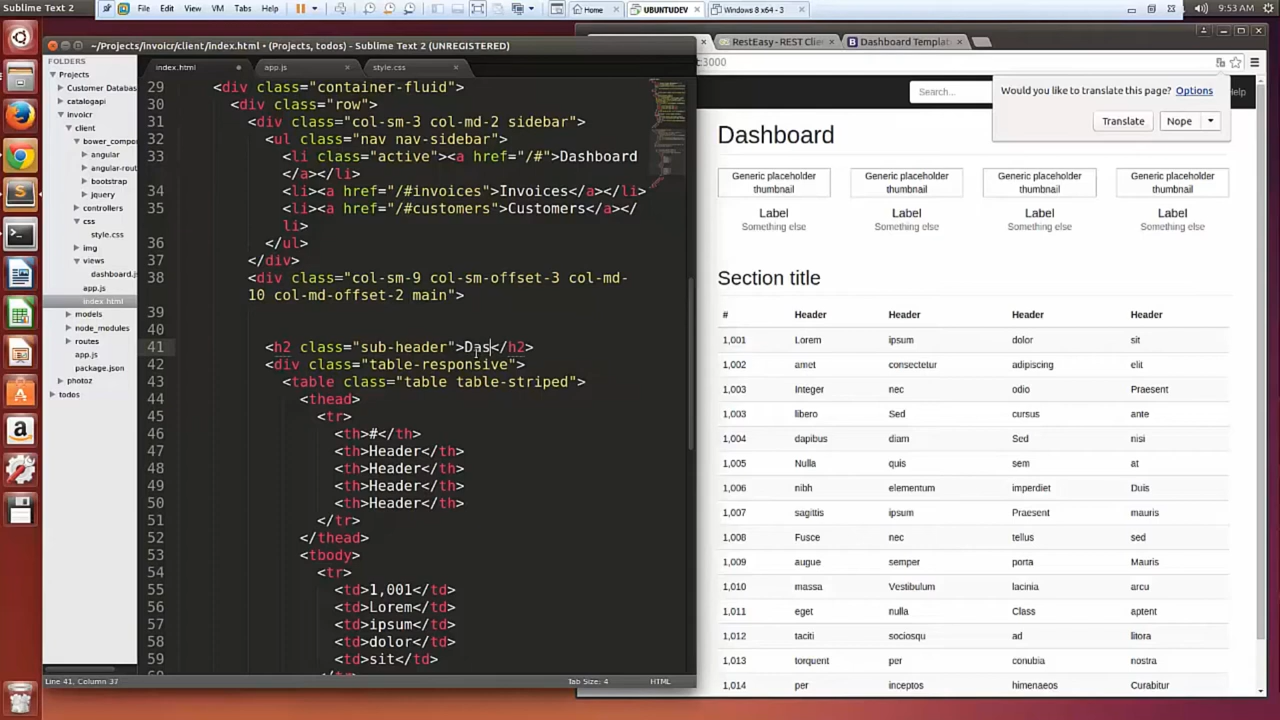 Sublime Text 2
File Edit View VM Tabs Help
Home
UBUNTUDEV
Windows 8 x64 - 3
9:53 AM
~/Projects/invoicr/client/index.html • (Projects, todos) - Sublime Text 2 (UNREGISTERED)
FOLDERS
Projects
Customer Databas
catalogapi
invoicr
client
bower_compo
angular
angular-rout
bootstrap
jquery
controllers
css
style.css
img
views
dashboard.
app.js
index.html
models
node_modules
routes
app.js
package.json
photoz
todos
index.html
app.js
style.css
29 <div class="container-fluid">
30 <div class="row">
31 <div class="col-sm-3 col-md-2 sidebar">
32 <ul class="nav nav-sidebar">
33 <li class="active"><a href="/#">Dashboard
</a></li>
34 <li><a href="/#invoices">Invoices</a></li>
35 <li><a href="/#customers">Customers</a></
li>
36 </ul>
37 </div>
38 <div class="col-sm-9 col-sm-offset-3 col-md-
10 col-md-offset-2 main">
39
40
41 <h2 class="sub-header">Das</h2>
42 <div class="table-responsive">
43 <table class="table table-striped">
44 <thead>
45 <tr>
46 <th>#</th>
47 <th>Header</th>
48 <th>Header</th>
49 <th>Header</th>
50 <th>Header</th>
51 </tr>
52 </thead>
53 <tbody>
54 <tr>
55 <td>1,001</td>
56 <td>Lorem</td>
57 <td>ipsum</td>
58 <td>dolor</td>
59 <td>sit</td>
Line 41, Column 37
Tab Size: 4
HTML
RestEasy - REST Clie
Dashboard Templat
:3000
Search...
Help
Would you like to translate this page? Options
Translate
Nope
Dashboard
Generic placeholder thumbnail
Generic placeholder thumbnail
Generic placeholder thumbnail
Generic placeholder thumbnail
Label Label Label Label
Something else Something else Something else Something else
Section title
# Header Header Header Header
1,001 Lorem ipsum dolor sit
1,002 amet consectetur adipiscing elit
1,003 Integer nec odio Praesent
1,003 libero Sed cursus ante
1,004 dapibus diam Sed nisi
1,005 Nulla quis sem at
1,006 nibh elementum imperdiet Duis
1,007 sagittis ipsum Praesent mauris
1,008 Fusce nec tellus sed
1,009 augue semper porta Mauris
1,010 massa Vestibulum lacinia arcu
1,011 eget nulla Class aptent
1,012 taciti sociosqu ad litora
1,013 torquent per conubia nostra
1,014 per inceptos himenaeos Curabitur